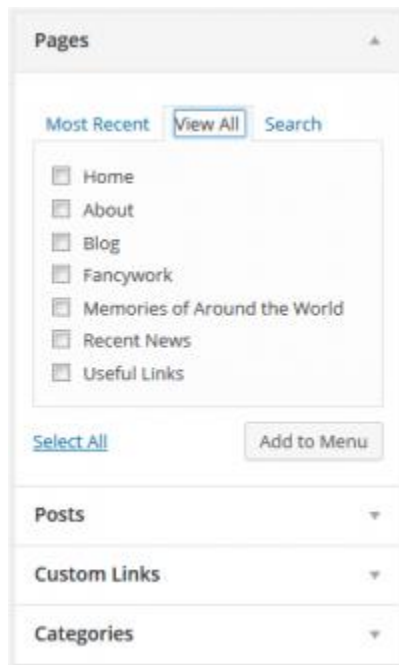 Pages
Most Recent View All Search
Home
About
Blog
Fancywork
Memories of Around the World
Recent News
Useful Links
Select All Add to Menu
Posts
Custom Links
Categories